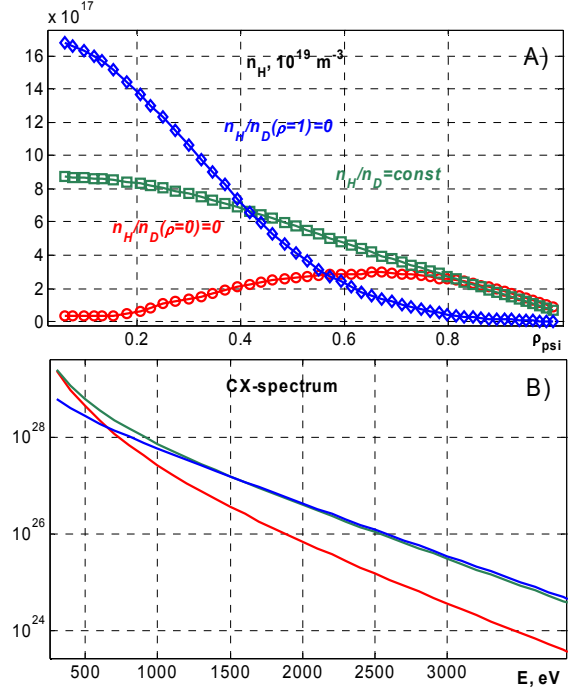 x 10^17
A)
n_H, 10^19 m^-3
16
14
12
10
8
6
4
2
0
n_H/n_D(ρ=1)=0
n_H/n_D=const
n_H/n_D(ρ=0)=0
0.2 0.4 0.6 0.8 ρ_psi
CX-spectrum
B)
10^28
10^26
10^24
500 1000 1500 2000 2500 3000 E, eV